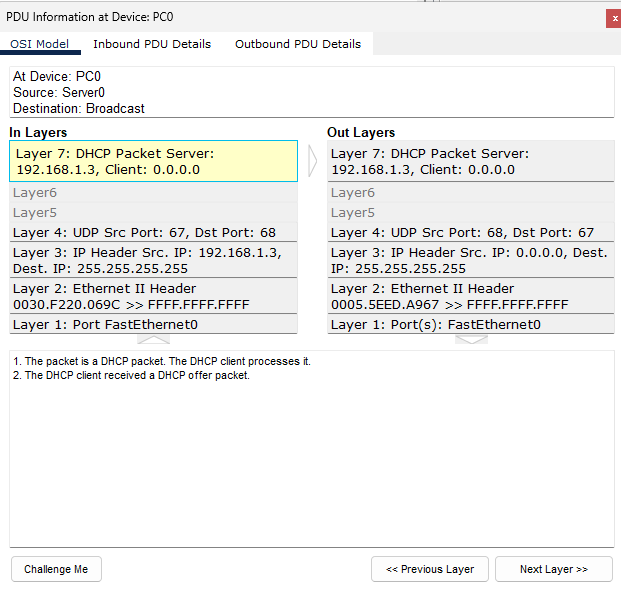 PDU Information at Device: PC0
x
OSI Model
Inbound PDU Details
Outbound PDU Details
At Device: PC0
Source: Server0
Destination: Broadcast
In Layers
Layer 7: DHCP Packet Server:
192.168.1.3, Client: 0.0.0.0
Layer6
Layer5
Layer 4: UDP Src Port: 67, Dst Port: 68
Layer 3: IP Header Src. IP: 192.168.1.3,
Dest. IP: 255.255.255.255
Layer 2: Ethernet II Header
0030.F220.069C >> FFFF.FFFF.FFFF
Layer 1: Port FastEthernet0
Out Layers
Layer 7: DHCP Packet Server:
192.168.1.3, Client: 0.0.0.0
Layer6
Layer5
Layer 4: UDP Src Port: 68, Dst Port: 67
Layer 3: IP Header Src. IP: 0.0.0.0, Dest.
IP: 255.255.255.255
Layer 2: Ethernet II Header
0005.5EED.A967 >> FFFF.FFFF.FFFF
Layer 1: Port(s): FastEthernet0
1. The packet is a DHCP packet. The DHCP client processes it.
2. The DHCP client received a DHCP offer packet.
Challenge Me
<< Previous Layer
Next Layer >>